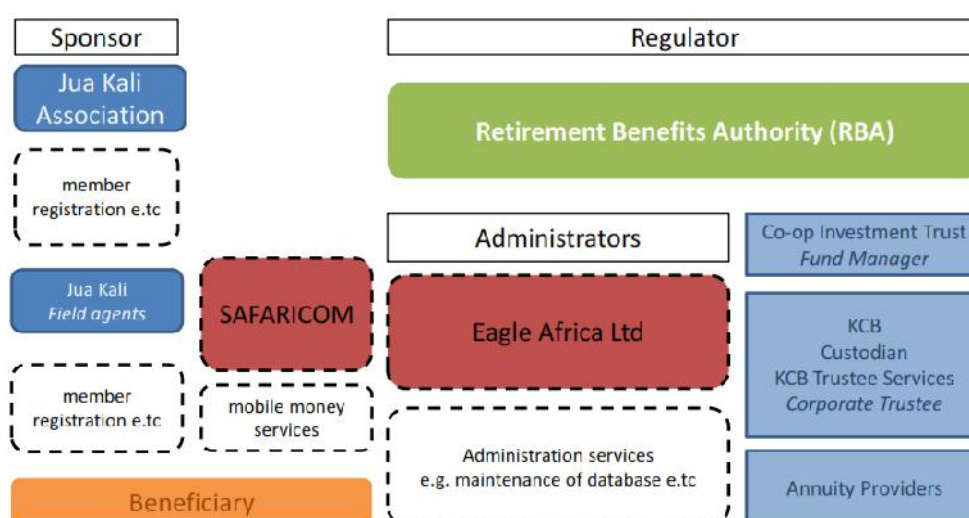 Sponsor
Regulator
Jua Kali
Association
Retirement Benefits Authority (RBA)
member
registration e.tc
Administrators
Co-op Investment Trust
Fund Manager
Jua Kali
Field agents
SAFARICOM
Eagle Africa Ltd
KCB
Custodian
KCB Trustee Services
Corporate Trustee
member
registration e.tc
mobile money
services
Administration services
e.g. maintenance of database e.tc
Annuity Providers
Beneficiary